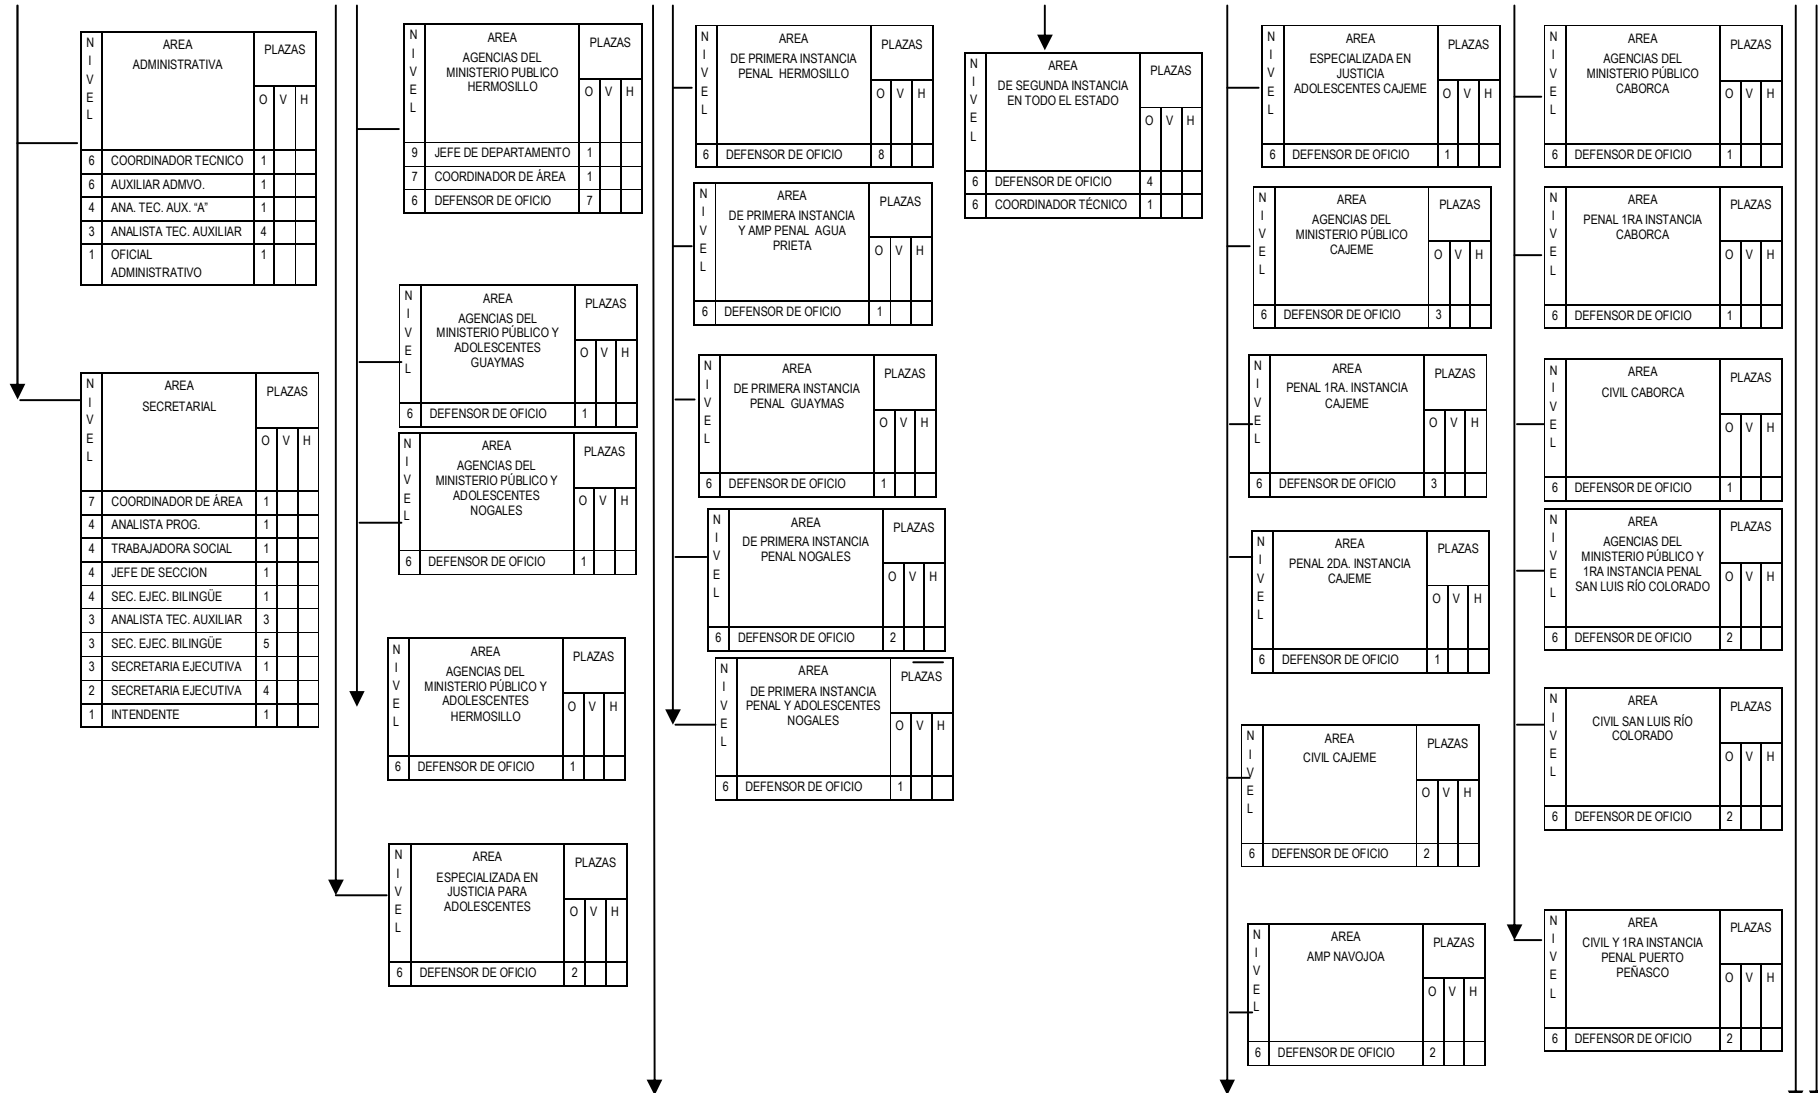 N
I
V
E
L
AREA
ADMINISTRATIVA
PLAZAS
O V H
6 COORDINADOR TECNICO 1
6 AUXILIAR ADMVO. 1
4 ANA. TEC. AUX. “A” 1
3 ANALISTA TEC. AUXILIAR 4
1 OFICIAL 1
ADMINISTRATIVO
N
I
V
E
L
AREA
SECRETARIAL
PLAZAS
O V H
7 COORDINADOR DE ÁREA 1
4 ANALISTA PROG. 1
4 TRABAJADORA SOCIAL 1
4 JEFE DE SECCION 1
4 SEC. EJEC. BILINGÜE 1
3 ANALISTA TEC. AUXILIAR 3
3 SEC. EJEC. BILINGÜE 5
3 SECRETARIA EJECUTIVA 1
2 SECRETARIA EJECUTIVA 4
1 INTENDENTE 1
N
I
V
E
L
AREA
AGENCIAS DEL
MINISTERIO PUBLICO
HERMOSILLO
PLAZAS
O V H
9 JEFE DE DEPARTAMENTO 1
7 COORDINADOR DE ÁREA 1
6 DEFENSOR DE OFICIO 7
N
I
V
E
L
AREA
AGENCIAS DEL
MINISTERIO PÚBLICO Y
ADOLESCENTES
GUAYMAS
PLAZAS
O V H
6 DEFENSOR DE OFICIO 1
N
I
V
E
L
AREA
AGENCIAS DEL
MINISTERIO PÚBLICO Y
ADOLESCENTES
NOGALES
PLAZAS
O V H
6 DEFENSOR DE OFICIO 1
N
I
V
E
L
AREA
AGENCIAS DEL
MINISTERIO PÚBLICO Y
ADOLESCENTES
HERMOSILLO
PLAZAS
O V H
6 DEFENSOR DE OFICIO 1
N
I
V
E
L
AREA
ESPECIALIZADA EN
JUSTICIA PARA
ADOLESCENTES
PLAZAS
O V H
6 DEFENSOR DE OFICIO 2
N
I
V
E
L
AREA
DE PRIMERA INSTANCIA
PENAL HERMOSILLO
PLAZAS
O V H
6 DEFENSOR DE OFICIO 8
N
I
V
E
L
AREA
DE PRIMERA INSTANCIA
Y AMP PENAL AGUA
PRIETA
PLAZAS
O V H
6 DEFENSOR DE OFICIO 1
N
I
V
E
L
AREA
DE PRIMERA INSTANCIA
PENAL GUAYMAS
PLAZAS
O V H
6 DEFENSOR DE OFICIO 1
N
I
V
E
L
AREA
DE PRIMERA INSTANCIA
PENAL NOGALES
PLAZAS
O V H
6 DEFENSOR DE OFICIO 2
N
I
V
E
L
AREA
DE PRIMERA INSTANCIA
PENAL Y ADOLESCENTES
NOGALES
PLAZAS
O V H
6 DEFENSOR DE OFICIO 1
N
I
V
E
L
AREA
DE SEGUNDA INSTANCIA
EN TODO EL ESTADO
PLAZAS
O V H
6 DEFENSOR DE OFICIO 4
6 COORDINADOR TÉCNICO 1
N
I
V
E
L
AREA
ESPECIALIZADA EN
JUSTICIA
ADOLESCENTES CAJEME
PLAZAS
O V H
6 DEFENSOR DE OFICIO 1
N
I
V
E
L
AREA
AGENCIAS DEL
MINISTERIO PÚBLICO
CAJEME
PLAZAS
O V H
6 DEFENSOR DE OFICIO 3
N
I
V
E
L
AREA
PENAL 1RA. INSTANCIA
CAJEME
PLAZAS
O V H
6 DEFENSOR DE OFICIO 3
N
I
V
E
L
AREA
PENAL 2DA. INSTANCIA
CAJEME
PLAZAS
O V H
6 DEFENSOR DE OFICIO 1
N
I
V
E
L
AREA
CIVIL CAJEME
PLAZAS
O V H
6 DEFENSOR DE OFICIO 2
N
I
V
E
L
AREA
AMP NAVOJOA
PLAZAS
O V H
6 DEFENSOR DE OFICIO 2
N
I
V
E
L
AREA
AGENCIAS DEL
MINISTERIO PÚBLICO
CABORCA
PLAZAS
O V H
6 DEFENSOR DE OFICIO 1
N
I
V
E
L
AREA
PENAL 1RA INSTANCIA
CABORCA
PLAZAS
O V H
6 DEFENSOR DE OFICIO 1
N
I
V
E
L
AREA
CIVIL CABORCA
PLAZAS
O V H
6 DEFENSOR DE OFICIO 1
N
I
V
E
L
AREA
AGENCIAS DEL
MINISTERIO PÚBLICO Y
1RA INSTANCIA PENAL
SAN LUIS RÍO COLORADO
PLAZAS
O V H
6 DEFENSOR DE OFICIO 2
N
I
V
E
L
AREA
CIVIL SAN LUIS RÍO
COLORADO
PLAZAS
O V H
6 DEFENSOR DE OFICIO 2
N
I
V
E
L
AREA
CIVIL Y 1RA INSTANCIA
PENAL PUERTO
PEÑASCO
PLAZAS
O V H
6 DEFENSOR DE OFICIO 2